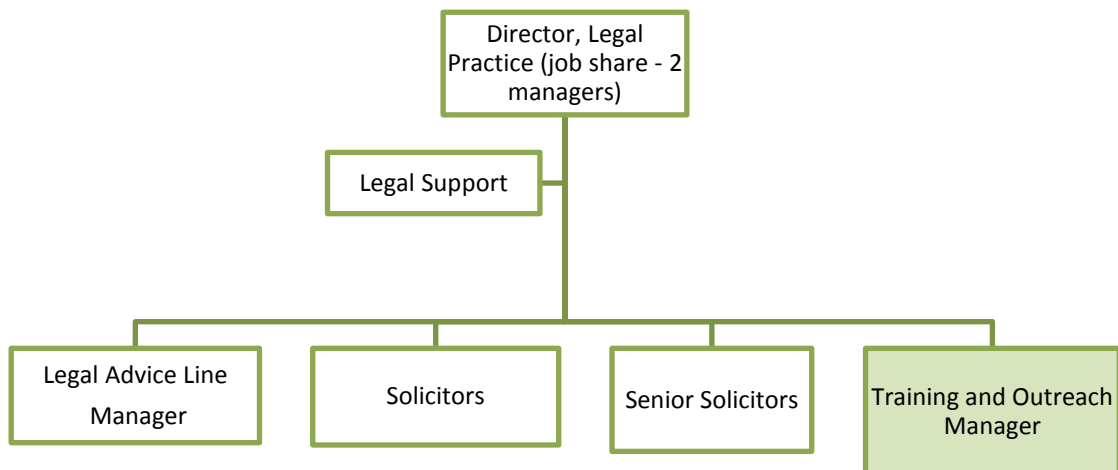 Director, Legal
Practice (job share - 2
managers)
Legal Support
Legal Advice Line
Manager
Solicitors
Senior Solicitors
Training and Outreach
Manager